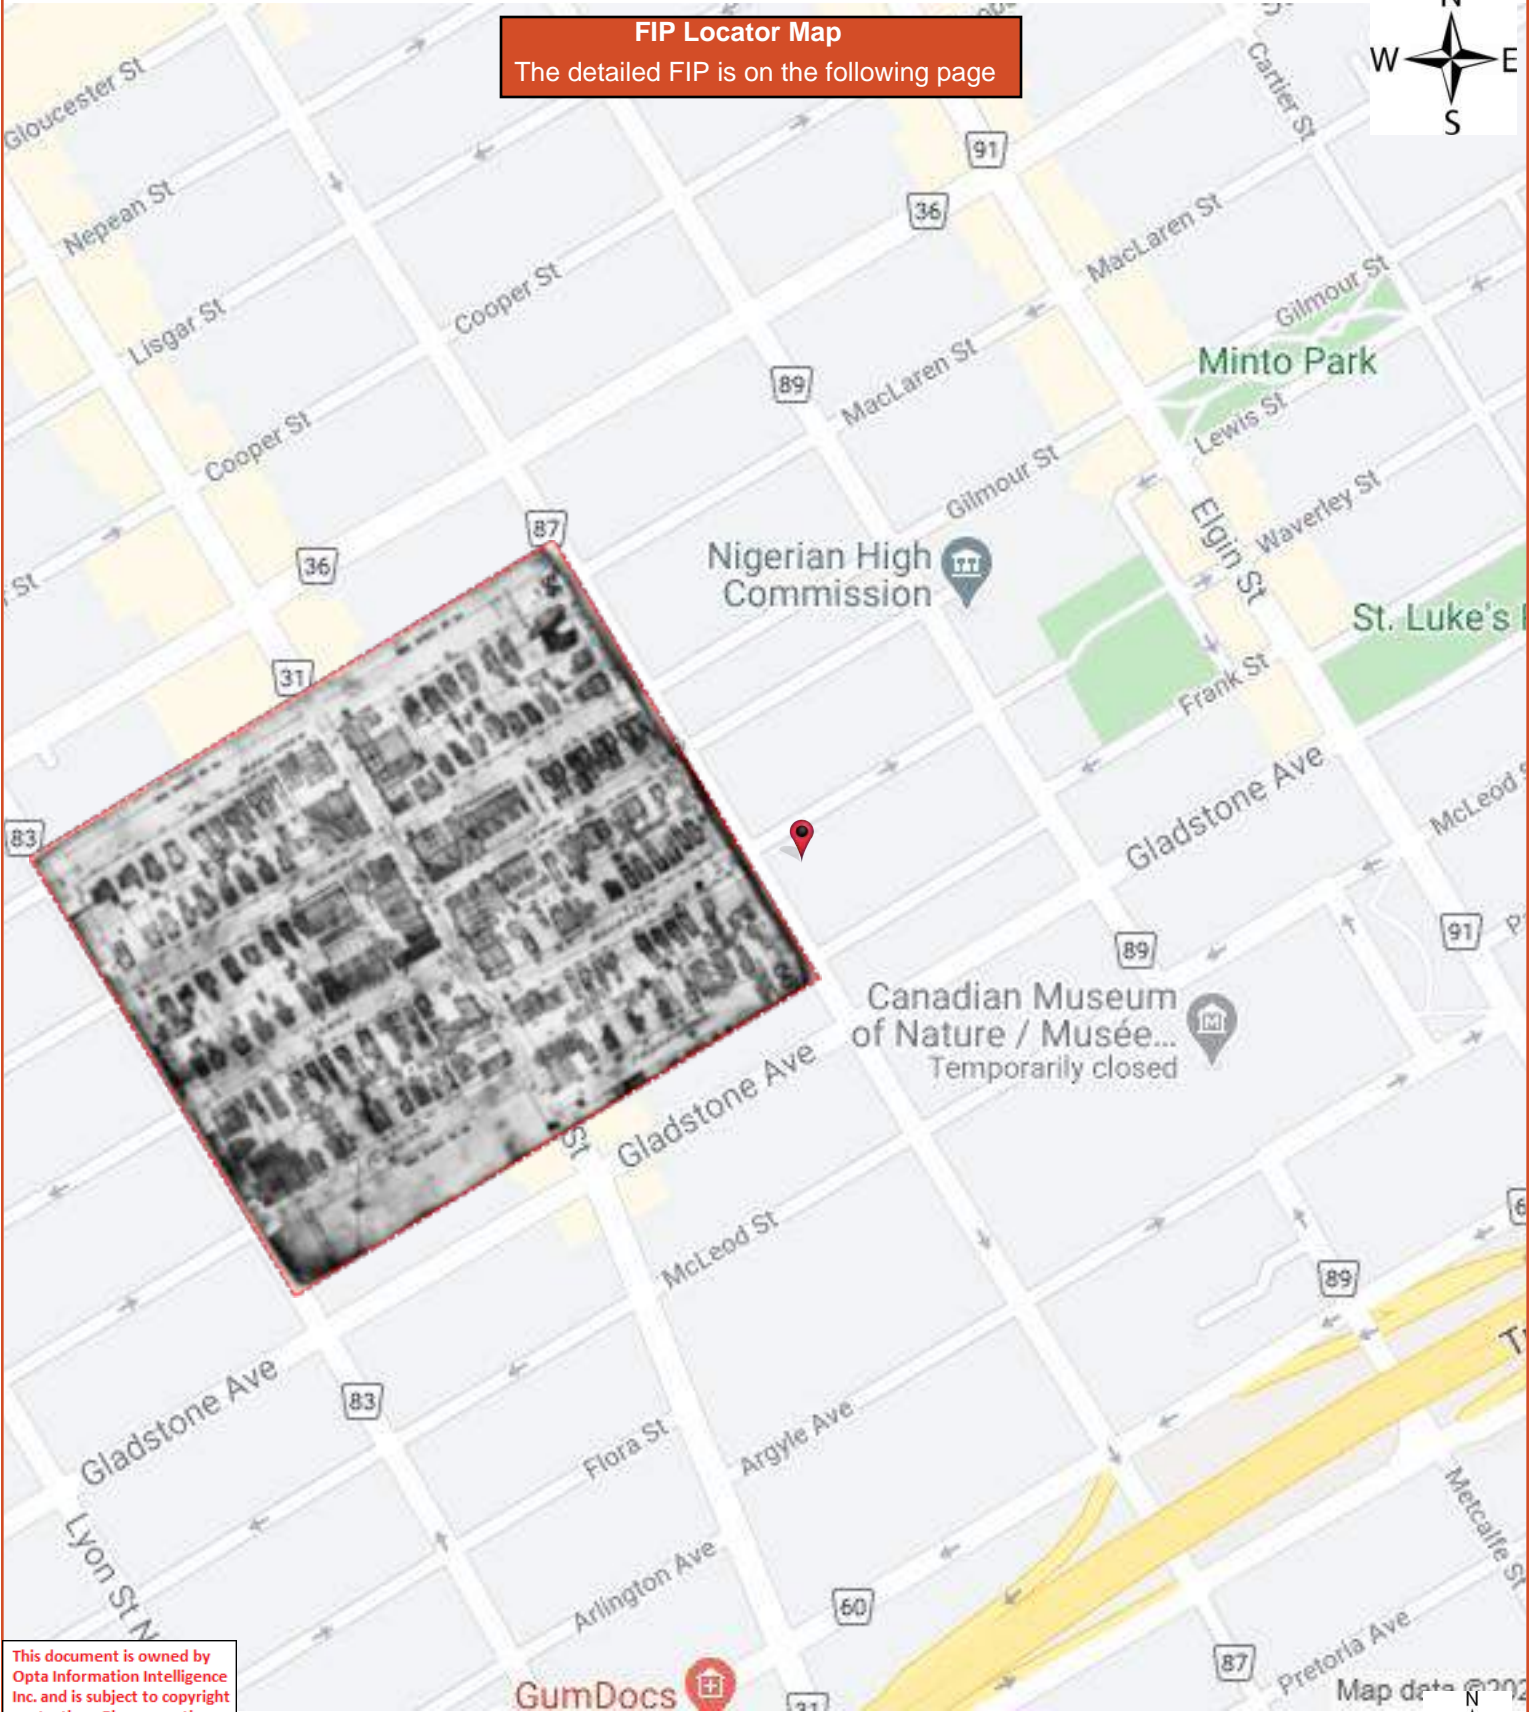 FIP Locator Map
The detailed FIP is on the following page
N
W
E
S
Gloucester St
Cartier St
91
36
Nepean St
MacLaren St
Gilmour St
Cooper St
Lisgar St
Minto Park
89
MacLaren St
Lewis St
Cooper St
Gilmour St
Waverley St
87
Elgin St
Nigerian High
Commission
36
St
St. Luke's
31
Frank St
Gladstone Ave
McLeod
83
91
89
Canadian Museum
of Nature / Musée...
Temporarily closed
Gladstone Ave
St
McLeod St
89
Gladstone Ave
83
Flora St
Argyle Ave
Metcalfe St
Lyon St N
Arlington Ave
60
This document is owned by
Opta Information Intelligence
Inc. and is subject to copyright
87
Pretoria Ave
GumDocs
31
Map data ©202
N